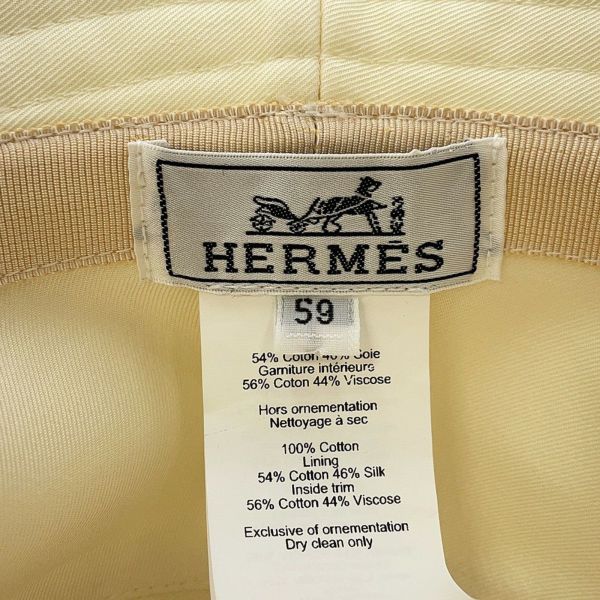 HERMÈS
59
54% Coton 46% Soie
Garniture intérieure
56% Coton 44% Viscose
Hors ornementation
Nettoyage à sec
100% Cotton
Lining
54% Cotton 46% Silk
Inside trim
56% Cotton 44% Viscose
Exclusive of ornementation
Dry clean only